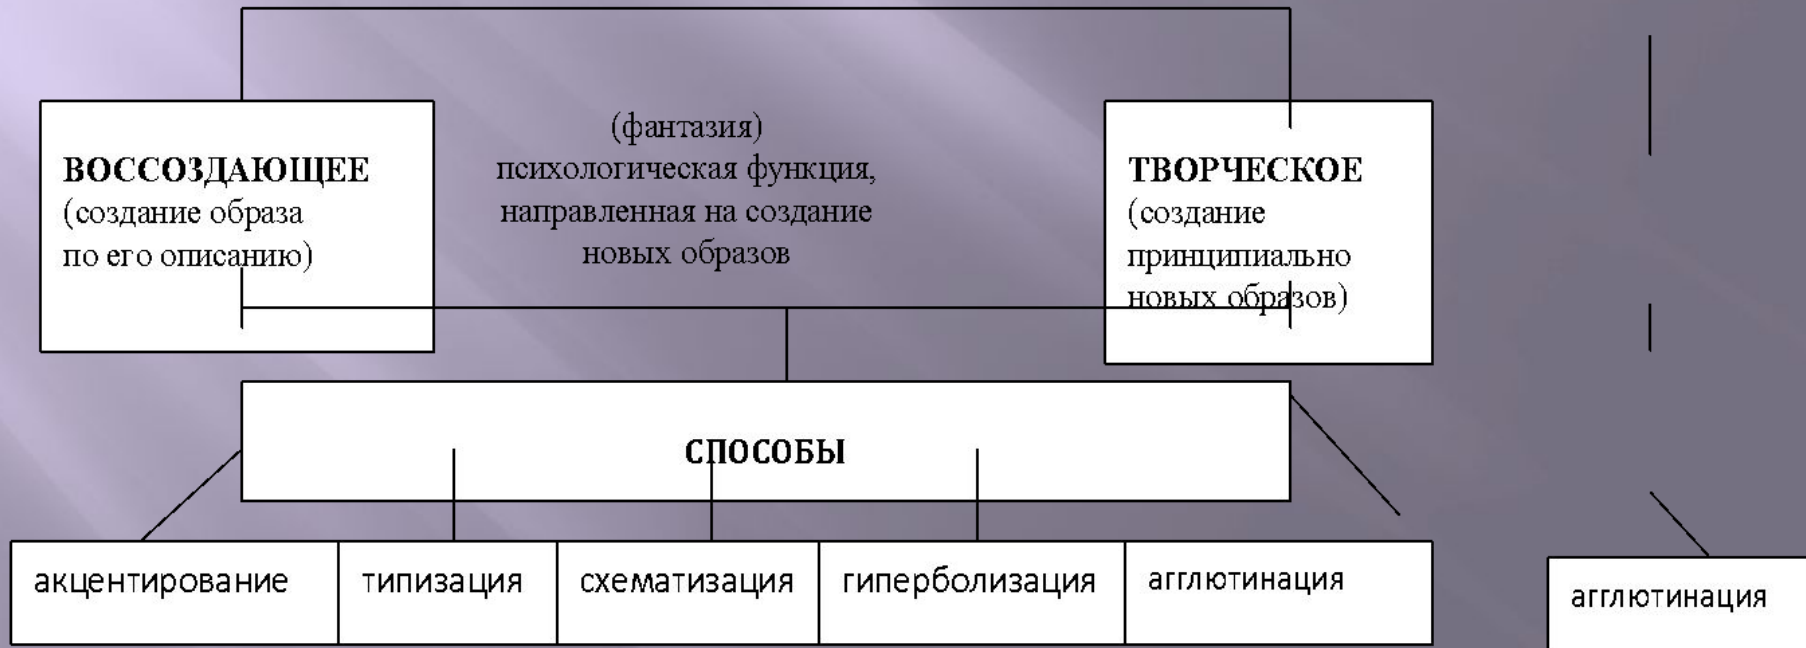 (фантазия)
психологическая функция,
направленная на создание
новых образов
ВОССОЗДАЮЩЕЕ
(создание образа
по его описанию)
ТВОРЧЕСКОЕ
(создание
принципиально
новых образов)
СПОСОБЫ
акцентирование
типизация
схематизация
гиперболизация
агглютинация
агглютинация